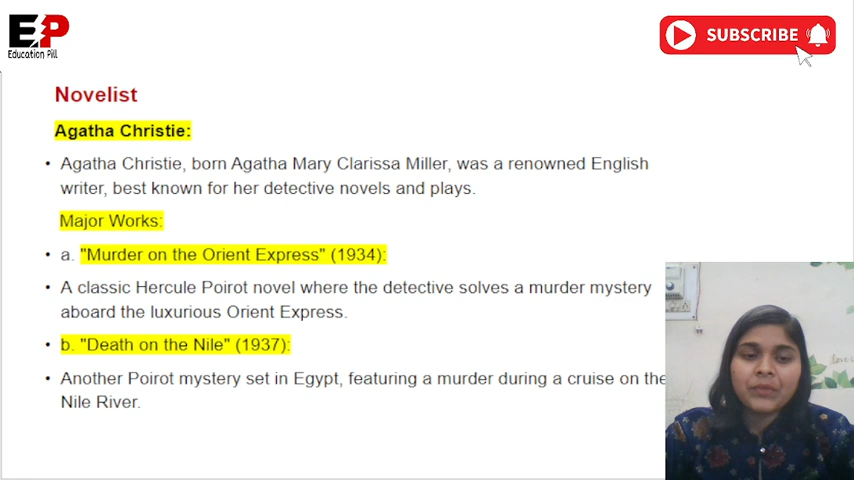 EP
Education Pill
SUBSCRIBE
Novelist
Agatha Christie:
• Agatha Christie, born Agatha Mary Clarissa Miller, was a renowned English
writer, best known for her detective novels and plays.
Major Works:
• a. "Murder on the Orient Express" (1934):
• A classic Hercule Poirot novel where the detective solves a murder mystery
aboard the luxurious Orient Express.
• b. "Death on the Nile" (1937):
• Another Poirot mystery set in Egypt, featuring a murder during a cruise on the
Nile River.